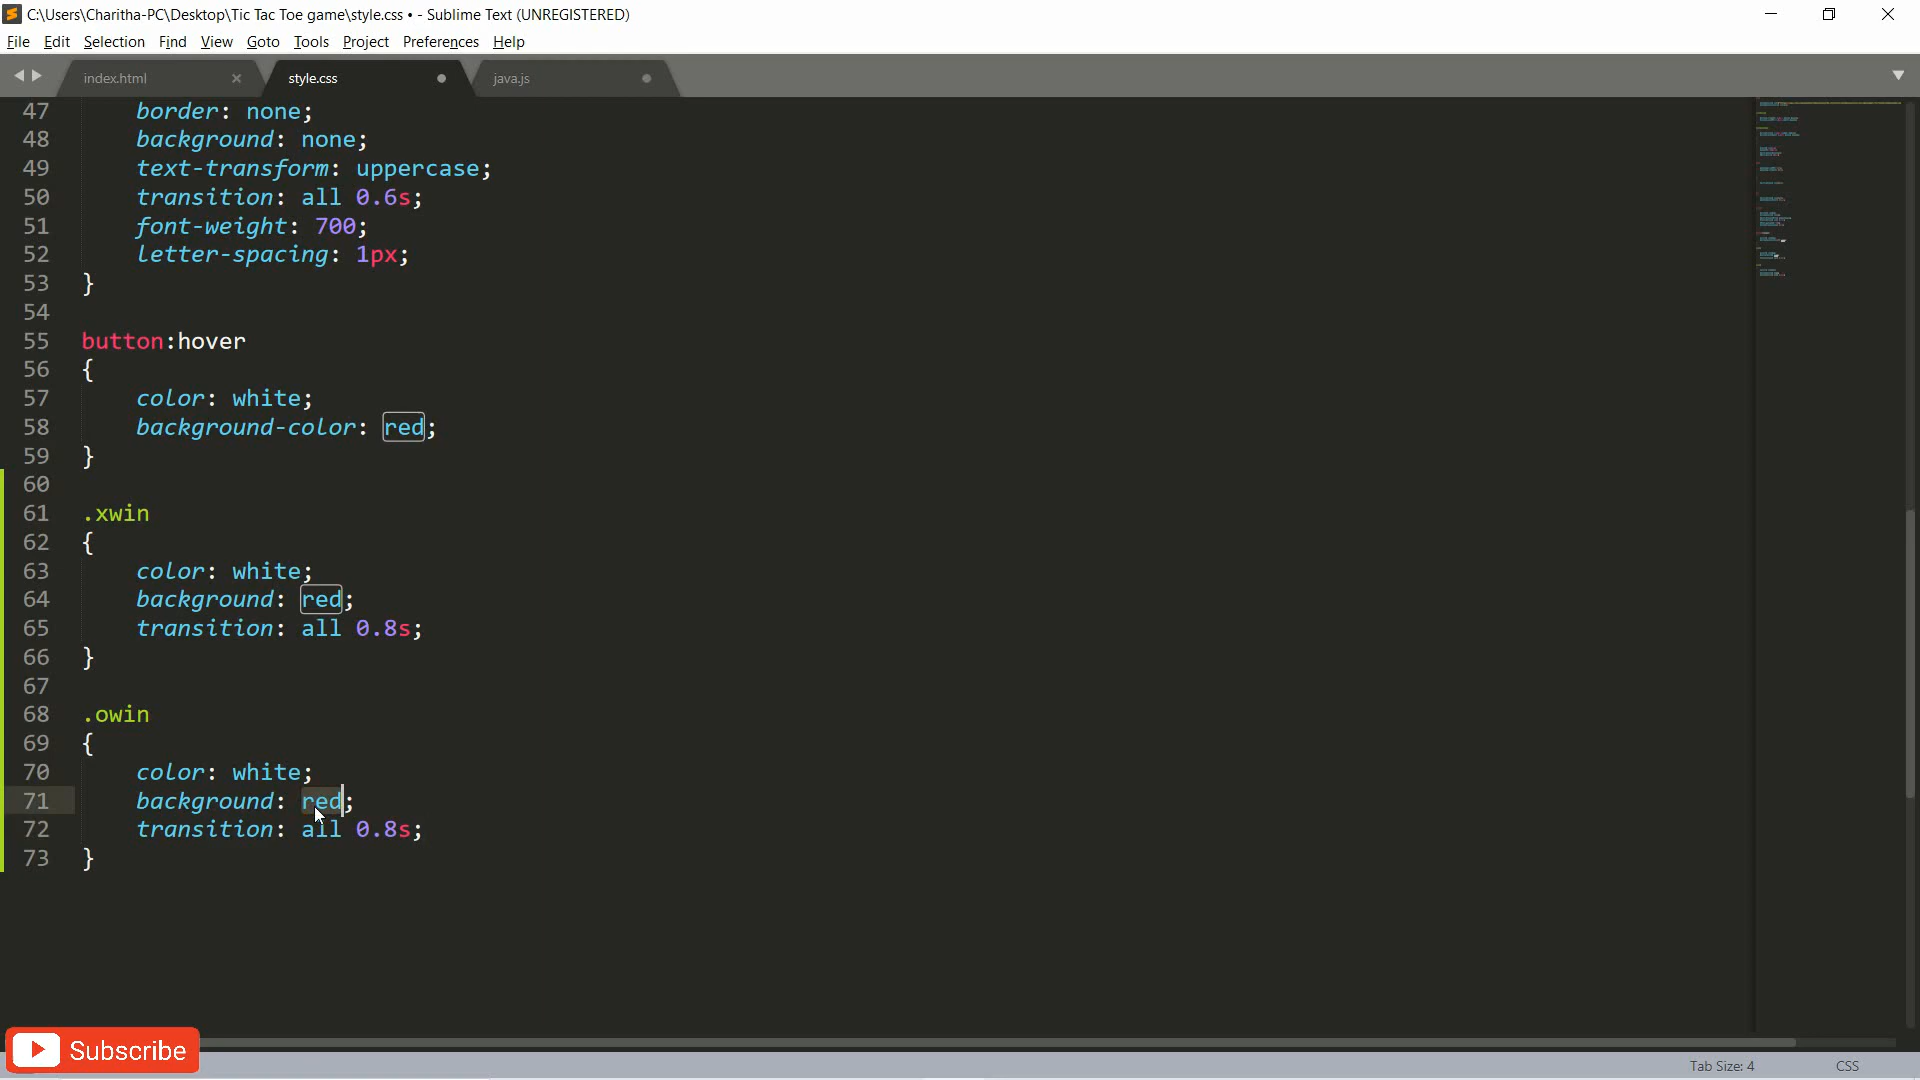 C:\Users\Charitha-PC\Desktop\Tic Tac Toe game\style.css • - Sublime Text (UNREGISTERED)
File Edit Selection Find View Goto Tools Project Preferences Help
index.html style.css java.js
47 border: none;
48 background: none;
49 text-transform: uppercase;
50 transition: all 0.6s;
51 font-weight: 700;
52 letter-spacing: 1px;
53 }
54
55 button:hover
56 {
57 color: white;
58 background-color: red;
59 }
60
61 .xwin
62 {
63 color: white;
64 background: red;
65 transition: all 0.8s;
66 }
67
68 .owin
69 {
70 color: white;
71 background: red;
72 transition: all 0.8s;
73 }
Subscribe
Tab Size: 4 CSS